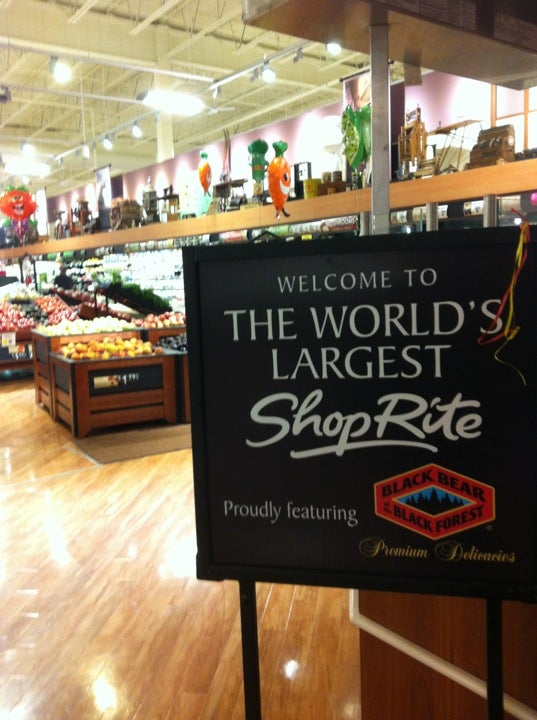 WELCOME TO
THE WORLD'S
LARGEST
ShopRite
Proudly featuring
BLACK BEAR
OF THE
BLACK FOREST
Premium Delicacies